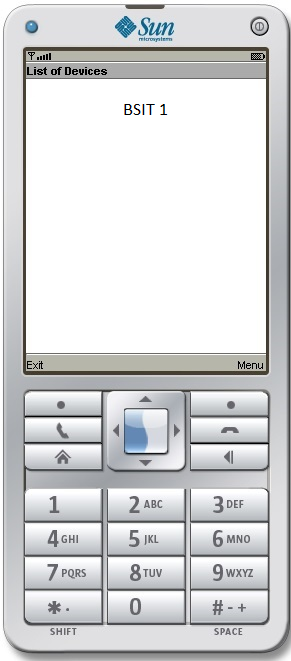 Sun
microsystems
List of Devices
BSIT 1
Exit Menu
1 2 ABC 3 DEF
4 GHI 5 JKL 6 MNO
7 PQRS 8 TUV 9 WXYZ
* . 0 # - +
SHIFT SPACE